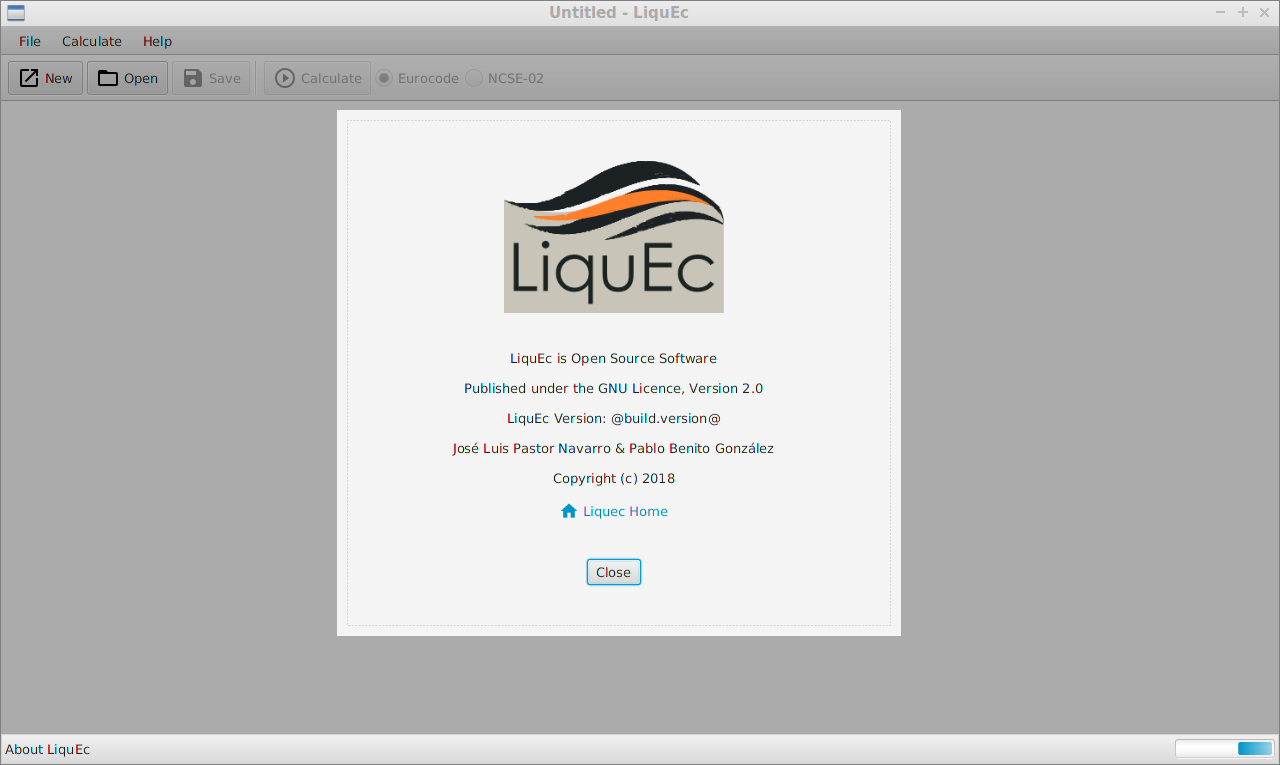 Untitled - LiquEc
File Calculate Help
New Open Save Calculate Eurocode NCSE-02
LiquEc
LiquEc is Open Source Software
Published under the GNU Licence, Version 2.0
LiquEc Version: @build.version@
José Luis Pastor Navarro & Pablo Benito González
Copyright (c) 2018
Liquec Home
Close
About LiquEc